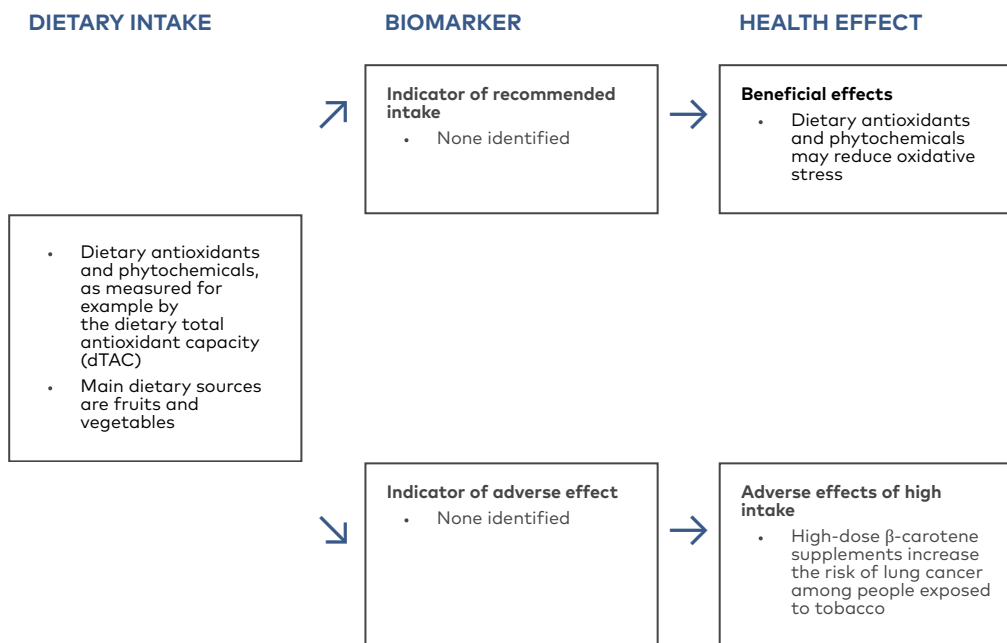 DIETARY INTAKE
BIOMARKER
HEALTH EFFECT
Indicator of recommended
intake
• None identified
Beneficial effects
• Dietary antioxidants
and phytochemicals
may reduce oxidative
stress
• Dietary antioxidants
and phytochemicals,
as measured for
example by
the dietary total
antioxidant capacity
(dTAC)
• Main dietary sources
are fruits and
vegetables
Indicator of adverse effect
• None identified
Adverse effects of high
intake
• High-dose β-carotene
supplements increase
the risk of lung cancer
among people exposed
to tobacco